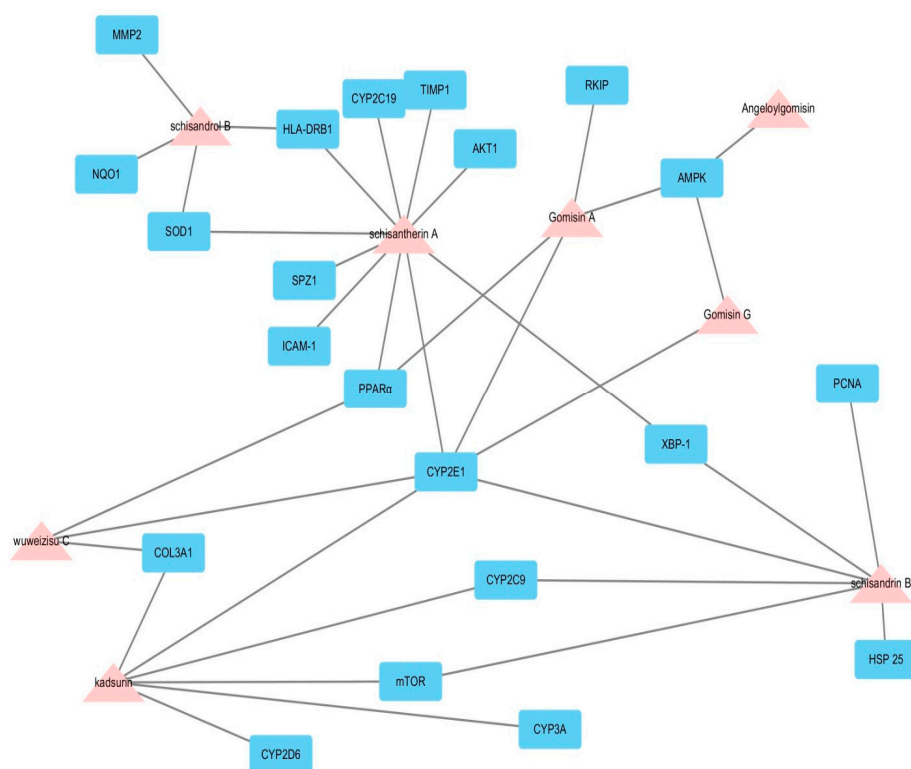 MMP2
RKIP
TIMP1
CYP2C19
Angeloylgomisin
schisandrol B
HLA-DRB1
AKT1
NQO1
AMPK
Gomisin A
SOD1
schisantherin A
SPZ1
Gomisin G
ICAM-1
PPARα
PCNA
XBP-1
CYP2E1
wuweizisu C
COL3A1
CYP2C9
schisandrin B
HSP 25
kadsurin
mTOR
CYP3A
CYP2D6